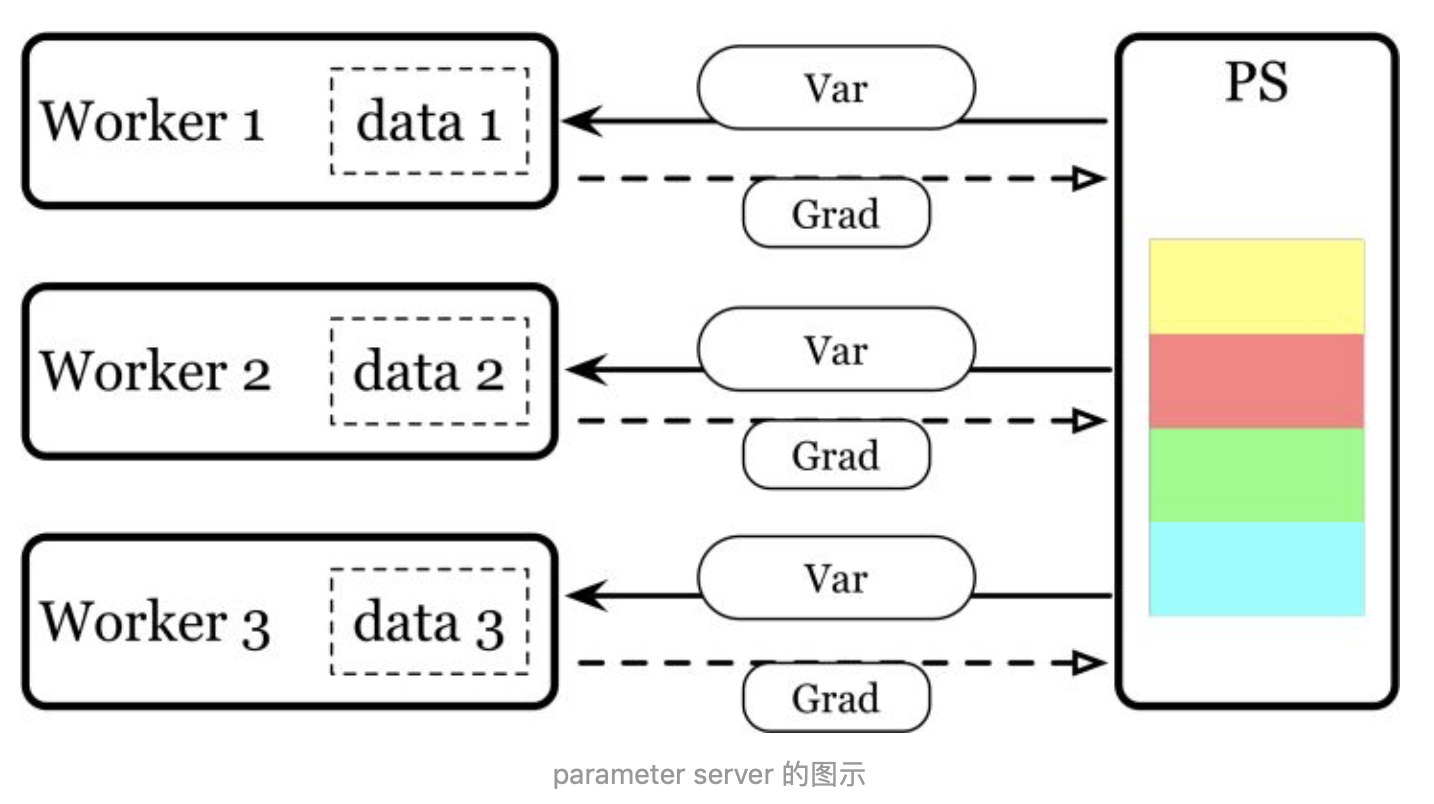 PS
Worker 1
data 1
Var
Grad
Worker 2
data 2
Var
Grad
Worker 3
data 3
Var
Grad
parameter server 的图示